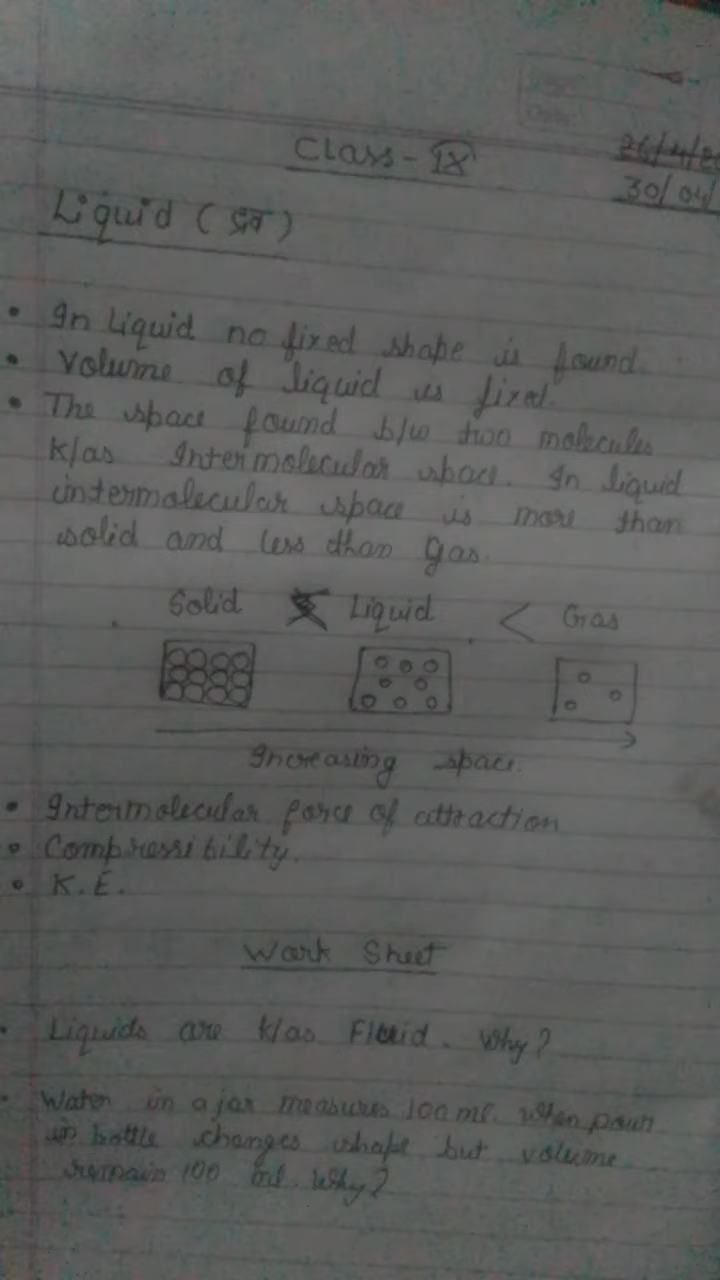 Class - IX
30/04/
Liquid (द्रव)
• In Liquid no fixed shape is found.
• Volume of liquid is fixed.
• The space found b/w two molecules
k/as Intermolecular space. In liquid
intermolecular space is more than
solid and less than gas.
Solid Liquid < Gas
Increasing space.
• Intermolecular force of attraction
• Compressibility.
• K.E.
Work Sheet
• Liquids are k/as Fluid. Why?
• Water in a jar measures 100 ml. when pour
in bottle changes shape but volume
remain 100 ml. Why?